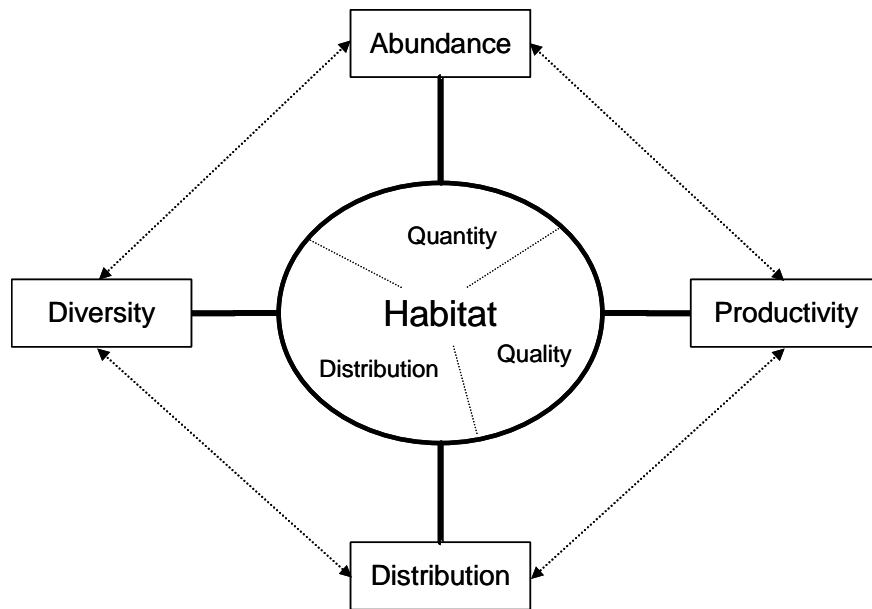 Abundance
Quantity
Diversity
Habitat
Productivity
Quality
Distribution
Distribution